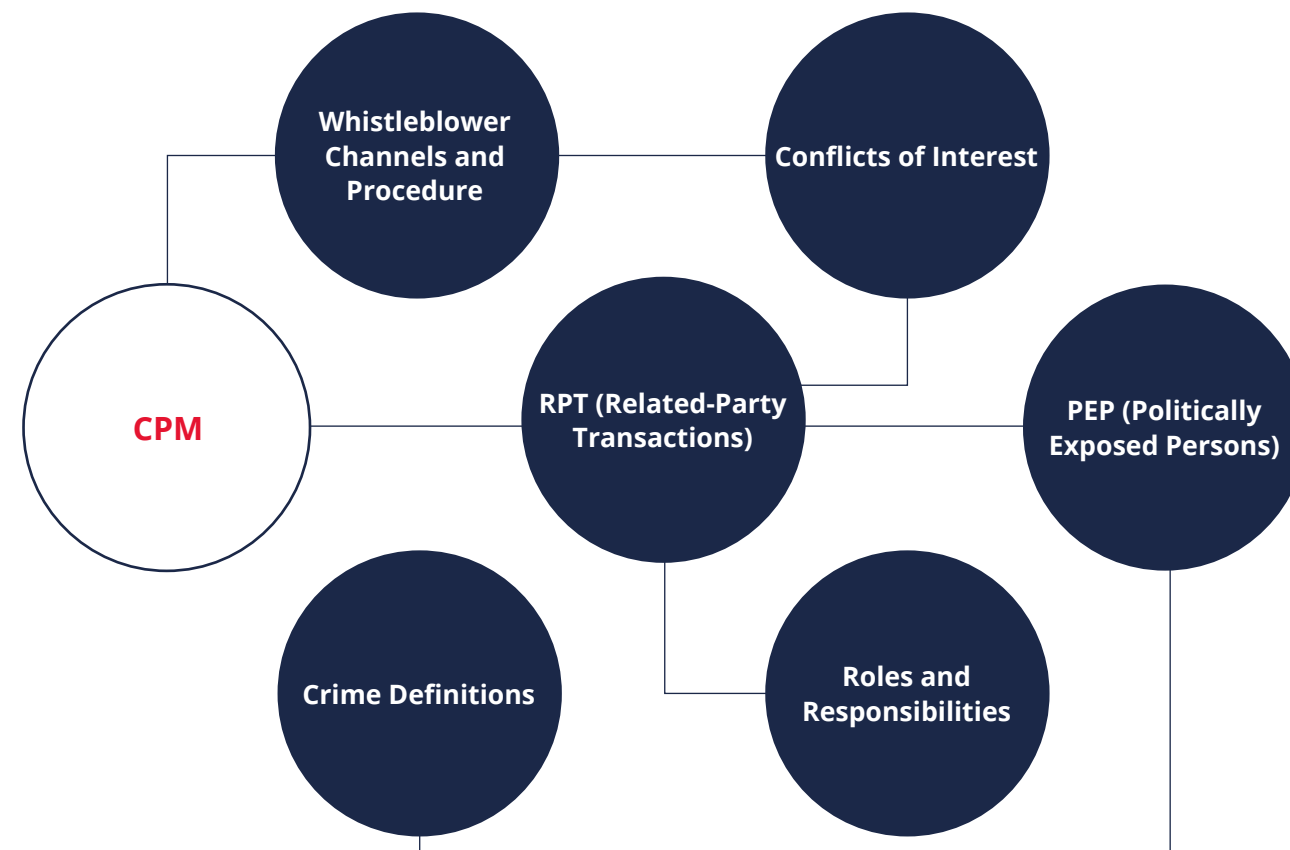 Whistleblower
Channels and
Procedure
Conflicts of Interest
CPM
RPT (Related-Party
Transactions)
PEP (Politically
Exposed Persons)
Crime Definitions
Roles and
Responsibilities